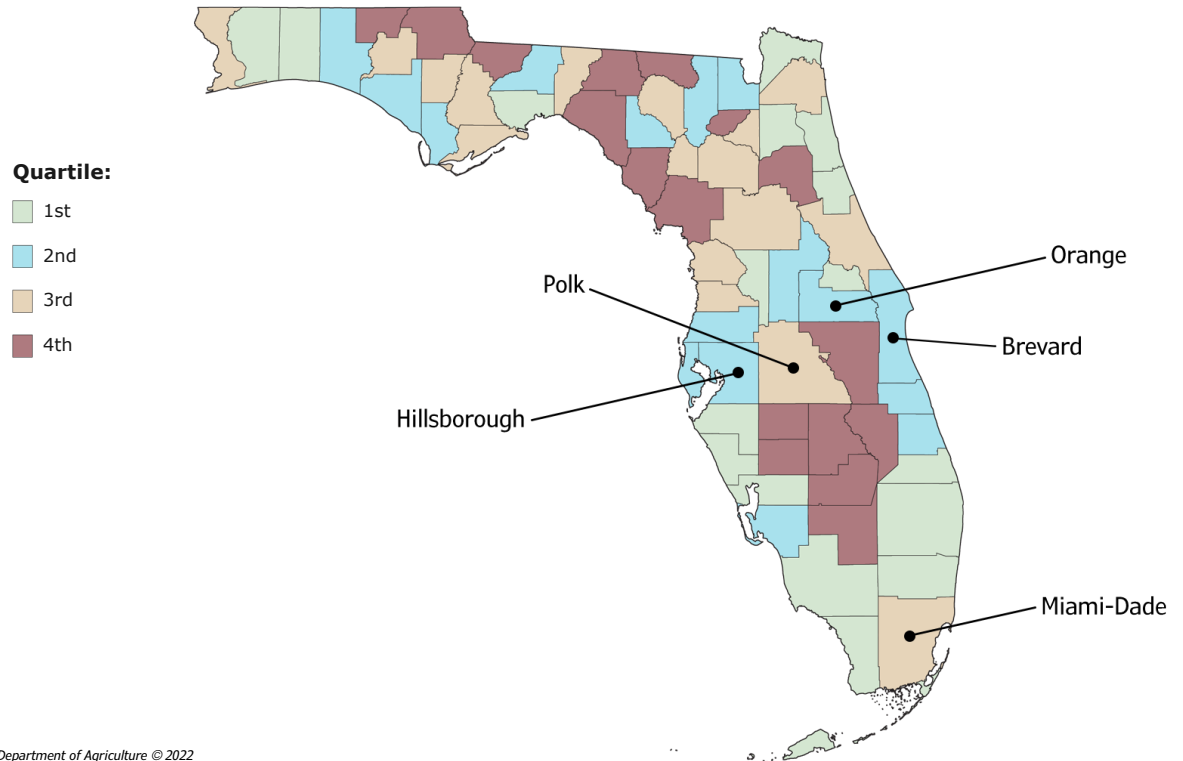 Quartile:
1st
2nd
3rd
4th
Orange
Polk
Brevard
Hillsborough
Miami-Dade
Department of Agriculture © 2022